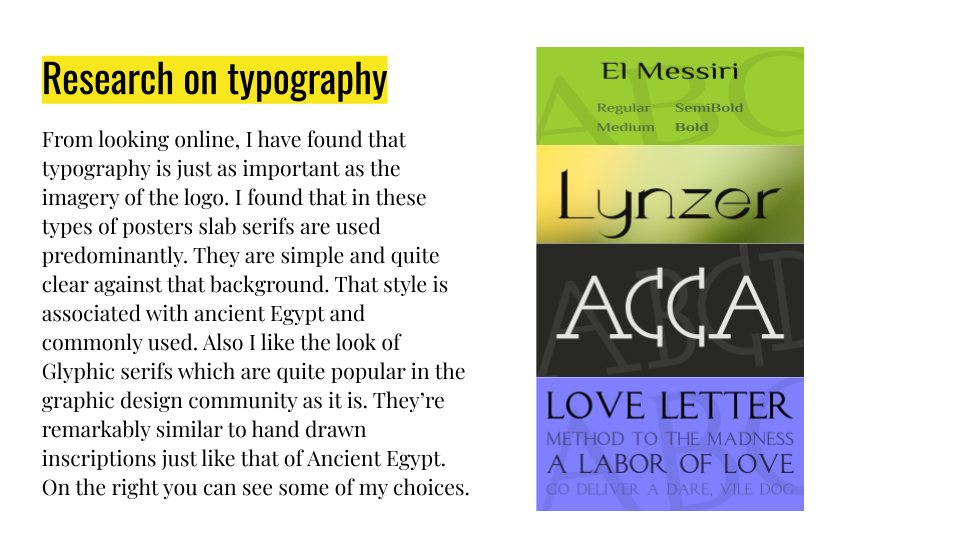 Research on typography
From looking online, I have found that
typography is just as important as the
imagery of the logo. I found that in these
types of posters slab serifs are used
predominantly. They are simple and quite
clear against that background. That style is
associated with ancient Egypt and
commonly used. Also I like the look of
Glyphic serifs which are quite popular in the
graphic design community as it is. They’re
remarkably similar to hand drawn
inscriptions just like that of Ancient Egypt.
On the right you can see some of my choices.
ABC
El Messiri
Regular SemiBold
Medium Bold
Lynzer
ABCD
ACCA
ABC
LOVE LETTER
METHOD TO THE MADNESS
A LABOR OF LOVE
GO DELIVER A DARE, VILE DOG